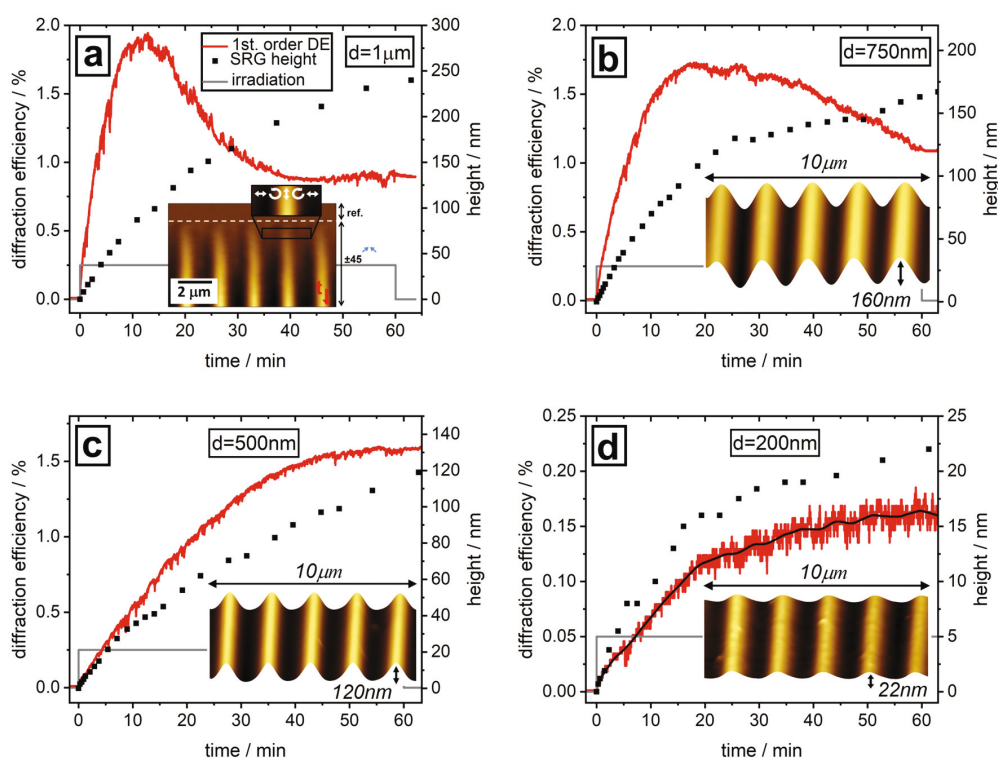 a
1st. order DE
SRG height
irradiation
d=1μm
diffraction efficiency / %
2.0
1.5
1.0
0.5
0.0
300
250
200
150
100
50
0
height / nm
ref.
±45
2 μm
t
0 10 20 30 40 50 60
time / min
b
d=750nm
diffraction efficiency / %
2.0
1.5
1.0
0.5
0.0
200
150
100
50
0
height / nm
10μm
160nm
0 10 20 30 40 50 60
time / min
c
d=500nm
diffraction efficiency / %
1.5
1.0
0.5
0.0
140
120
100
80
60
40
20
0
height / nm
10μm
120nm
0 10 20 30 40 50 60
time / min
d
d=200nm
diffraction efficiency / %
0.25
0.20
0.15
0.10
0.05
0.00
25
20
15
10
5
0
height / nm
10μm
22nm
0 10 20 30 40 50 60
time / min